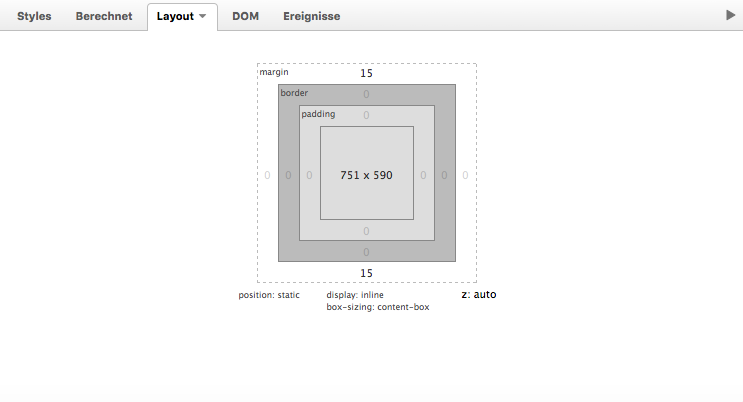 Styles Berechnet Layout DOM Ereignisse
margin 15
border 0
padding 0
0 0 0 751 x 590 0 0 0
0
0
15
position: static display: inline z: auto
box-sizing: content-box